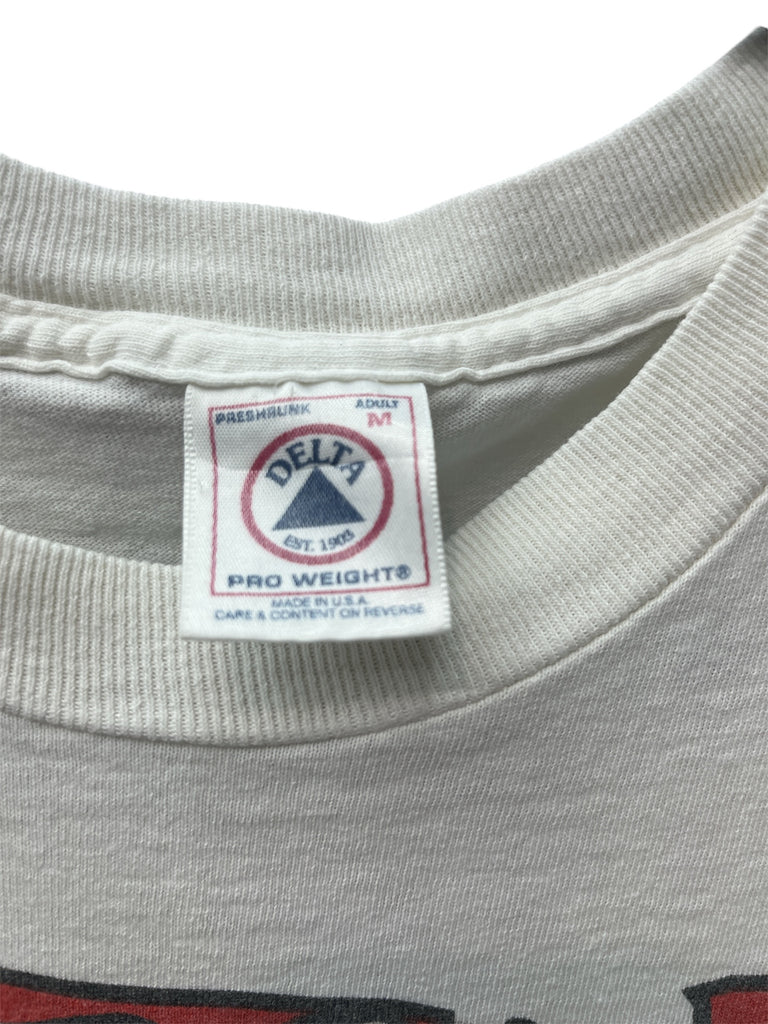 PRESHRUNK
ADULT
M
DELTA
EST. 1903
PRO WEIGHT®
MADE IN U.S.A.
CARE & CONTENT ON REVERSE